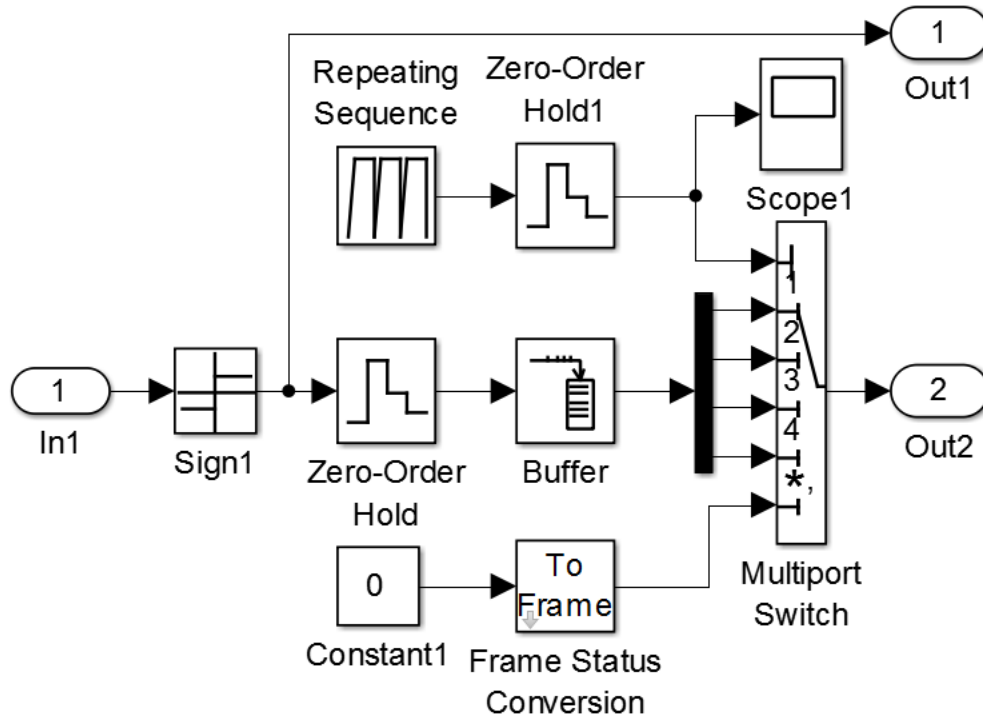 1
Out1
Repeating
Sequence
Zero-Order
Hold1
Scope1
1
2
3
4
*,
1
In1
Sign1
Zero-Order
Hold
Buffer
2
Out2
0
Constant1
To
Frame
Frame Status
Conversion
Multiport
Switch